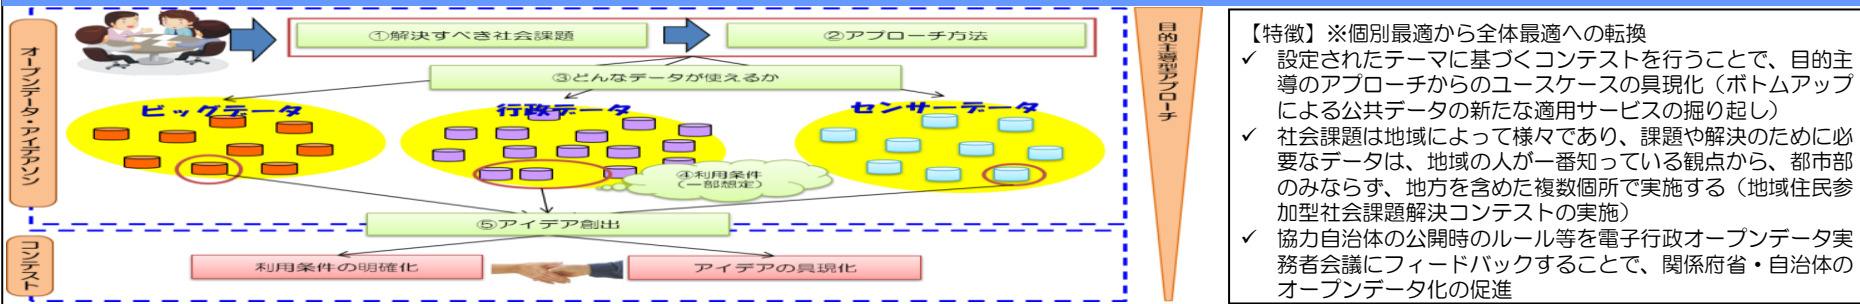 オープンデータ・アイデアソン
①解決すべき社会課題
②アプローチ方法
③どんなデータが使えるか
ビッグデータ
行政データ
センサーデータ
④利用条件
(一部想定)
⑤アイデア創出
コンテスト
利用条件の明確化
アイデアの具現化
目的主導型アプローチ
【特徴】※個別最適から全体最適への転換
✓ 設定されたテーマに基づくコンテストを行うことで、目的主
導のアプローチからのユースケースの具現化（ボトムアップ
による公共データの新たな適用サービスの掘り起し）
✓ 社会課題は地域によって様々であり、課題や解決のために必
要なデータは、地域の人が一番知っている観点から、都市部
のみならず、地方を含めた複数個所で実施する（地域住民参
加型社会課題解決コンテストの実施）
✓ 協力自治体の公開時のルール等を電子行政オープンデータ実
務者会議にフィードバックすることで、関係府省・自治体の
オープンデータ化の促進